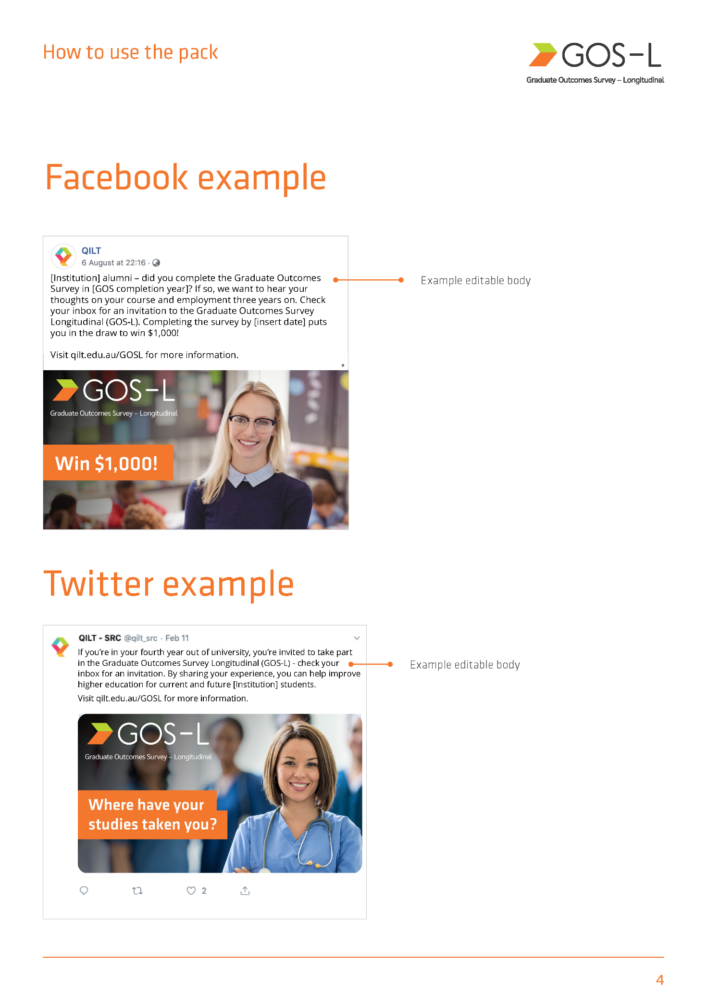 How to use the pack
GOS-L
Graduate Outcomes Survey – Longitudinal
Facebook example
QILT
6 August at 22:16 ·
[Institution] alumni – did you complete the Graduate Outcomes
Survey in [GOS completion year]? If so, we want to hear your
thoughts on your course and employment three years on. Check
your inbox for an invitation to the Graduate Outcomes Survey
Longitudinal (GOS-L). Completing the survey by [insert date] puts
you in the draw to win $1,000!
Visit qilt.edu.au/GOSL for more information.
Example editable body
GOS-L
Graduate Outcomes Survey – Longitudinal
Win $1,000!
Twitter example
QILT - SRC @qilt_src · Feb 11
If you're in your fourth year out of university, you're invited to take part
in the Graduate Outcomes Survey Longitudinal (GOS-L) - check your
inbox for an invitation. By sharing your experience, you can help improve
higher education for current and future [Institution] students.
Visit qilt.edu.au/GOSL for more information.
Example editable body
GOS-L
Graduate Outcomes Survey – Longitudinal
Where have your
studies taken you?
2
4